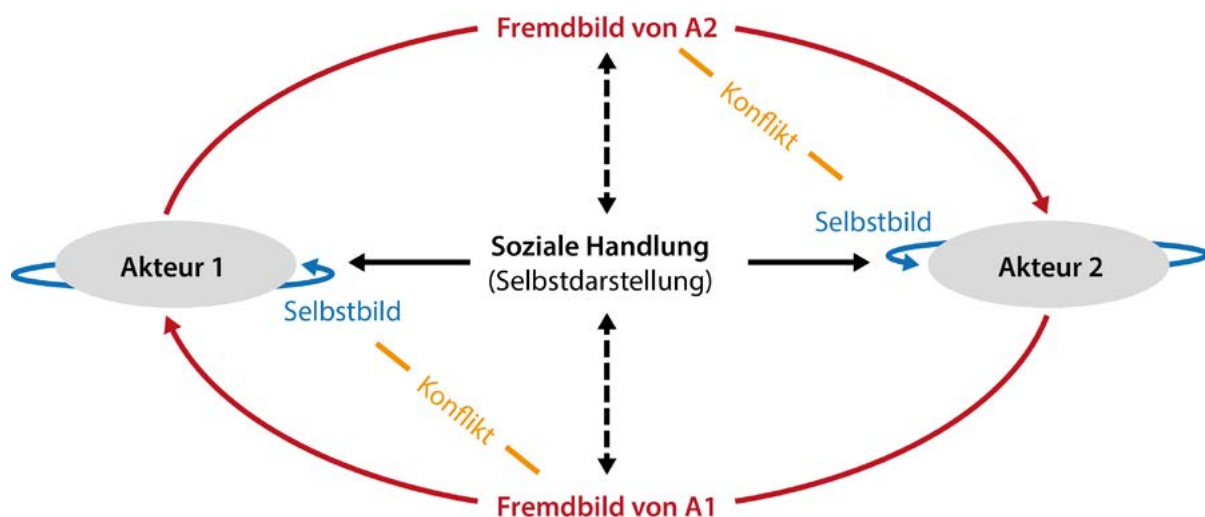 Fremdbild von A2
Konflikt
Selbstbild
Akteur 1
Soziale Handlung
(Selbstdarstellung)
Akteur 2
Selbstbild
Konflikt
Fremdbild von A1